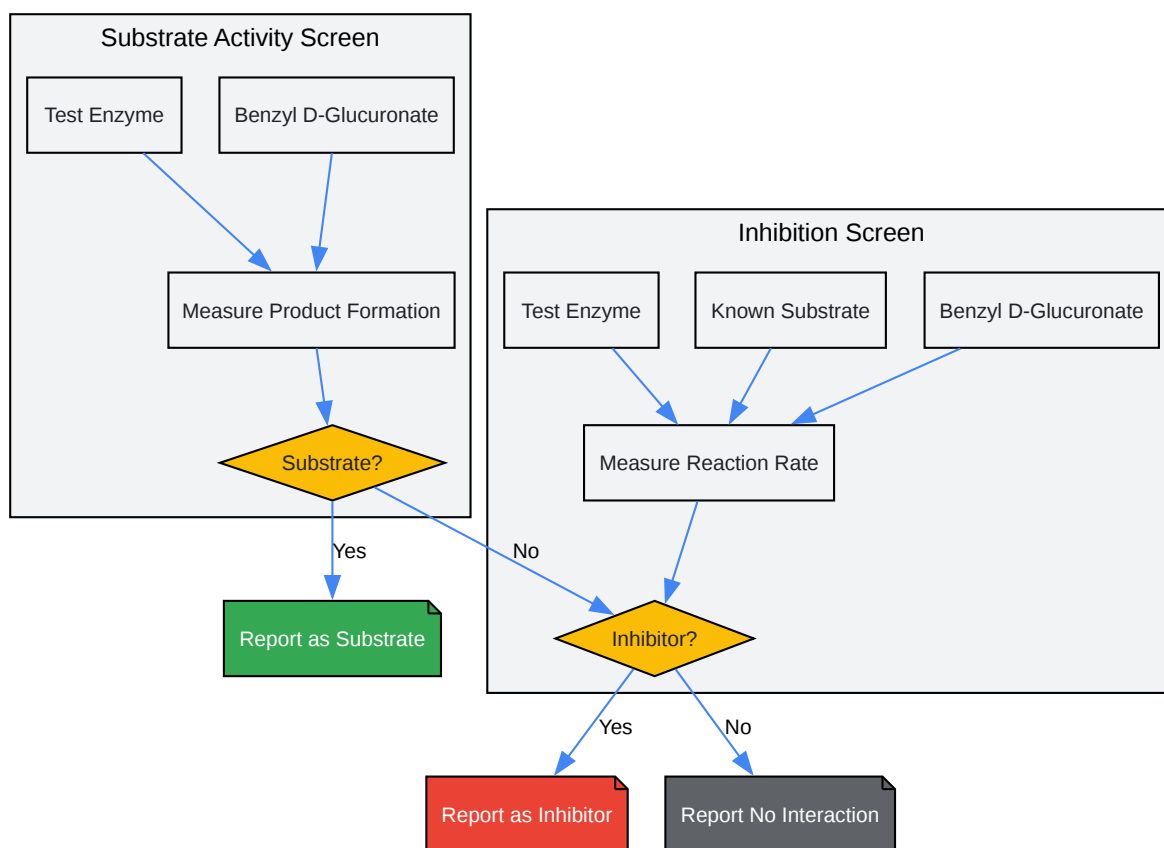 Substrate Activity Screen
Test Enzyme
Benzyl D-Glucuronate
Measure Product Formation
Substrate?
Yes
No
Report as Substrate
Inhibition Screen
Test Enzyme
Known Substrate
Benzyl D-Glucuronate
Measure Reaction Rate
Inhibitor?
Yes
No
Report as Inhibitor
Report No Interaction